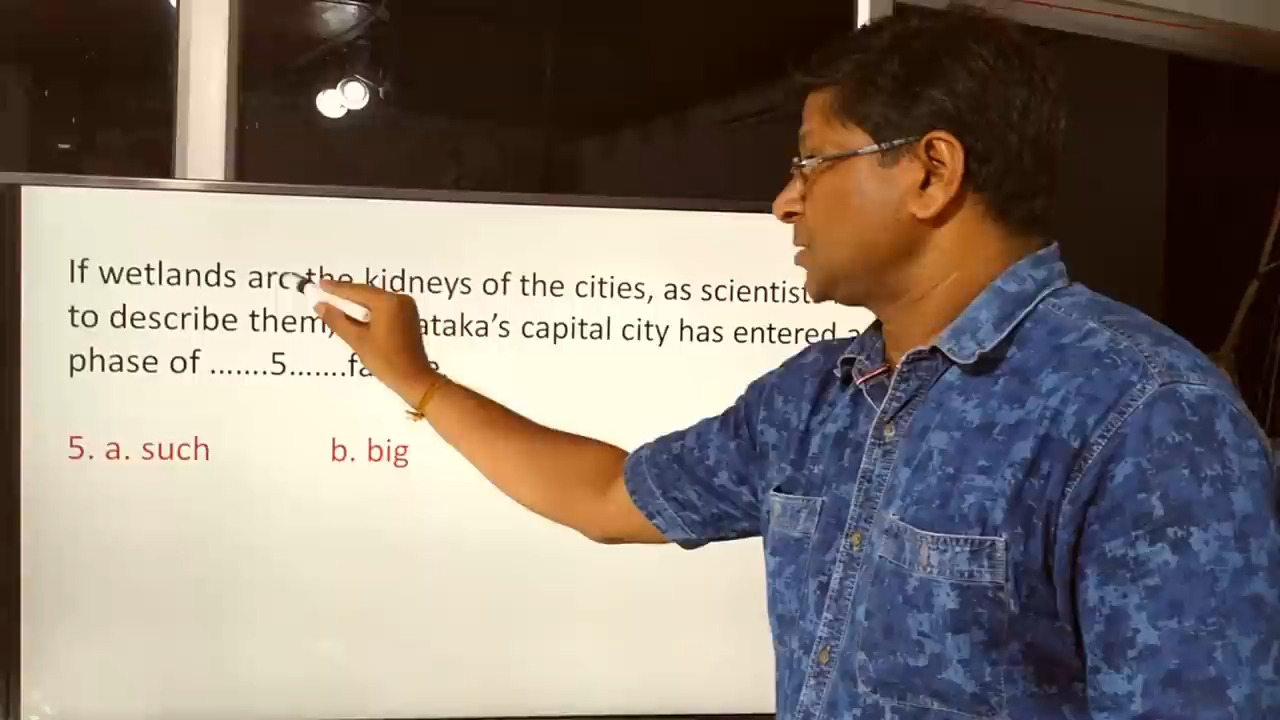 If wetlands are the kidneys of the cities, as scientist
to describe them, ataka's capital city has entered a
phase of .......5.......fa e.
5. a. such b. big